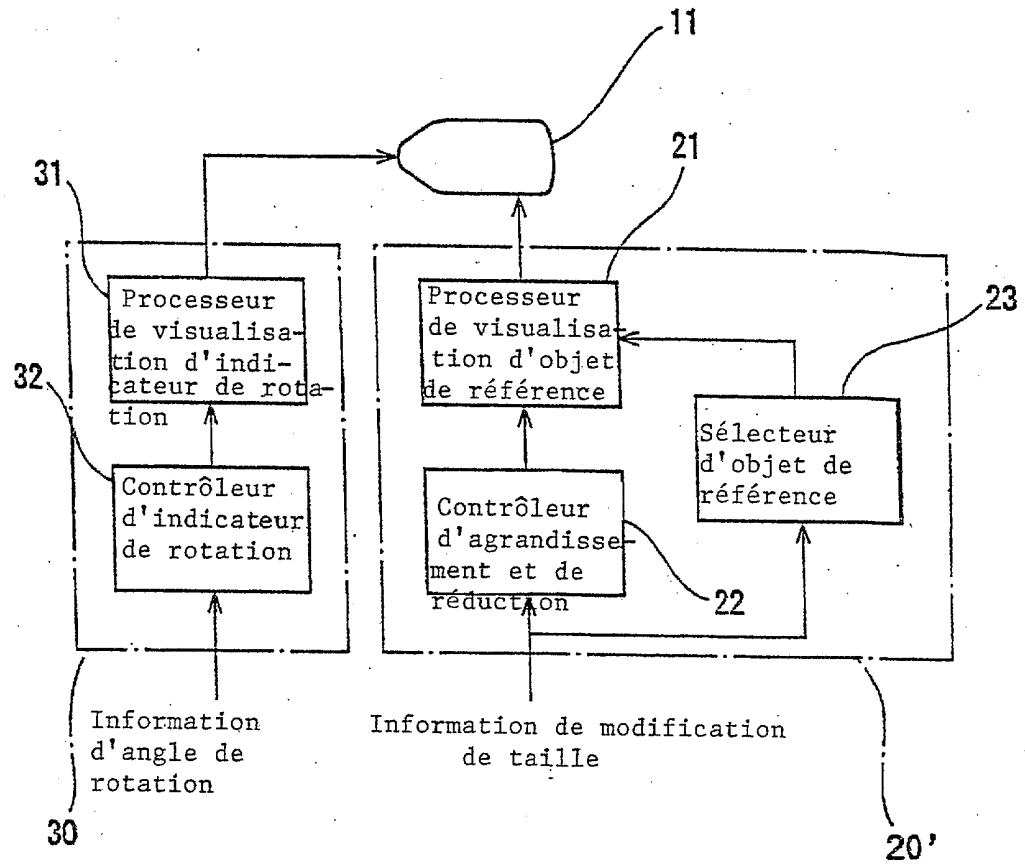 11
31
21
23
Processeur
de visualisa-
tion d'indi-
cateur de rota-
tion
Processeur
de visualisa-
tion d'objet
de référence
32
Sélecteur
d'objet de
référence
Contrôleur
d'indicateur
de rotation
Contrôleur
d'agrandisse-
ment et de
réduction
22
Information
d'angle de
rotation
Information de modification
de taille
30
20'